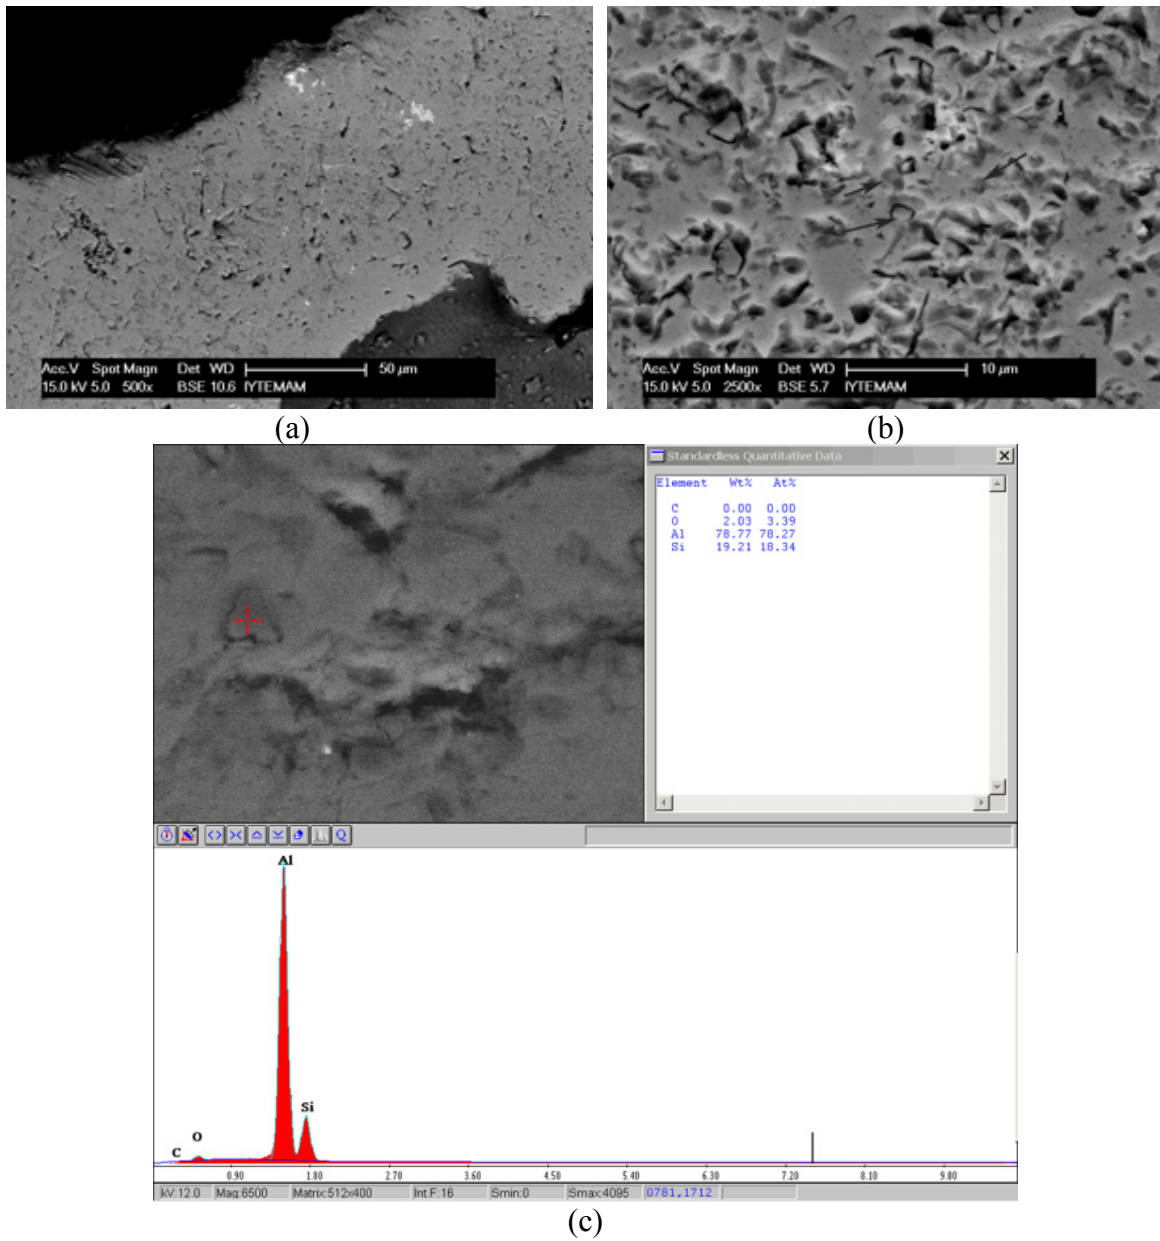 Acc.V Spot Magn Det WD 50 µm
15.0 kV 5.0 500x BSE 10.6 IYTEMAM
Acc.V Spot Magn Det WD 10 µm
15.0 kV 5.0 2500x BSE 5.7 IYTEMAM
(a)
(b)
Standardless Quantitative Data
Element Wt% At%
C 0.00 0.00
O 2.03 3.39
Al 78.77 78.27
Si 19.21 18.34
Q
Al
Si
O
C
0.90 1.80 2.70 3.60 4.50 5.40 6.30 7.20 8.10 9.00
kV:12.0 Mag:6500 Matrix:512x400 Int.F:16 Smin:0 Smax:4095 0781,1712
(c)